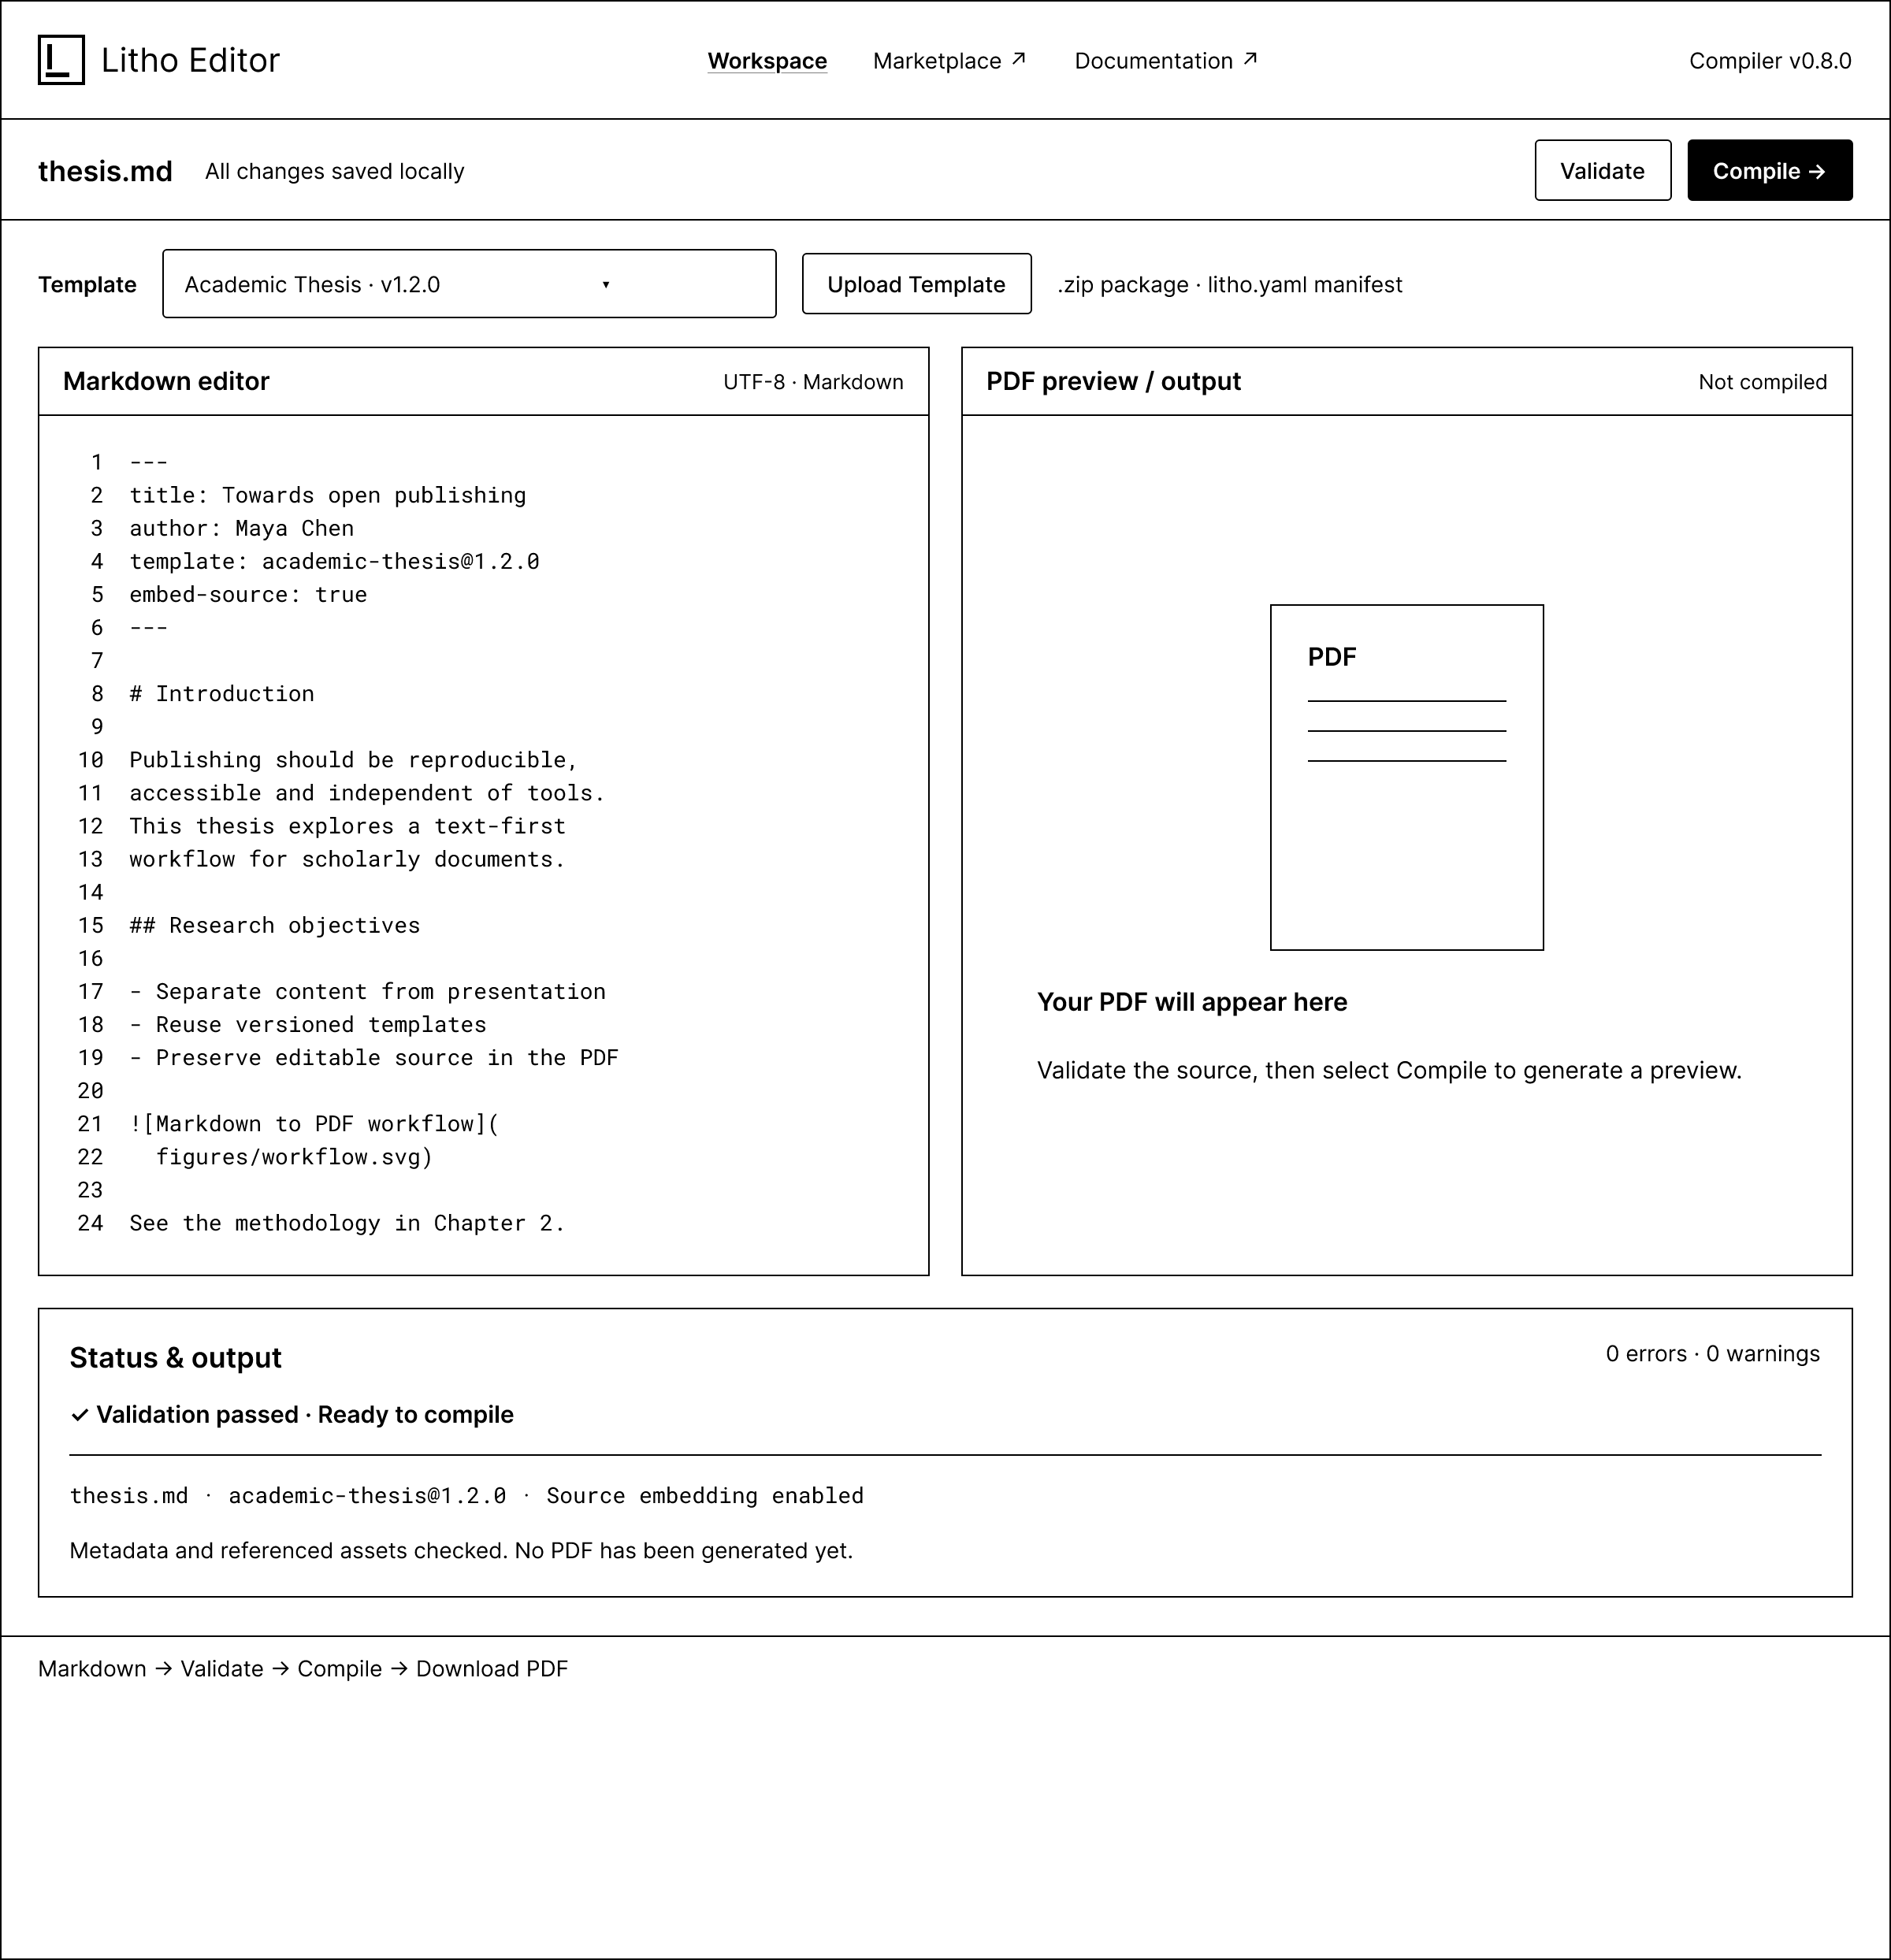 L Litho Editor
Workspace Marketplace ↗ Documentation ↗
Compiler v0.8.0
thesis.md All changes saved locally
Validate Compile →
Template Academic Thesis · v1.2.0 ▾ Upload Template .zip package · litho.yaml manifest
Markdown editor UTF-8 · Markdown
1 ---
2 title: Towards open publishing
3 author: Maya Chen
4 template: academic-thesis@1.2.0
5 embed-source: true
6 ---
7
8 # Introduction
9
10 Publishing should be reproducible,
11 accessible and independent of tools.
12 This thesis explores a text-first
13 workflow for scholarly documents.
14
15 ## Research objectives
16
17 - Separate content from presentation
18 - Reuse versioned templates
19 - Preserve editable source in the PDF
20
21 ![Markdown to PDF workflow](
22   figures/workflow.svg)
23
24 See the methodology in Chapter 2.
PDF preview / output Not compiled
PDF
Your PDF will appear here
Validate the source, then select Compile to generate a preview.
Status & output 0 errors · 0 warnings
✓ Validation passed · Ready to compile
thesis.md · academic-thesis@1.2.0 · Source embedding enabled
Metadata and referenced assets checked. No PDF has been generated yet.
Markdown → Validate → Compile → Download PDF